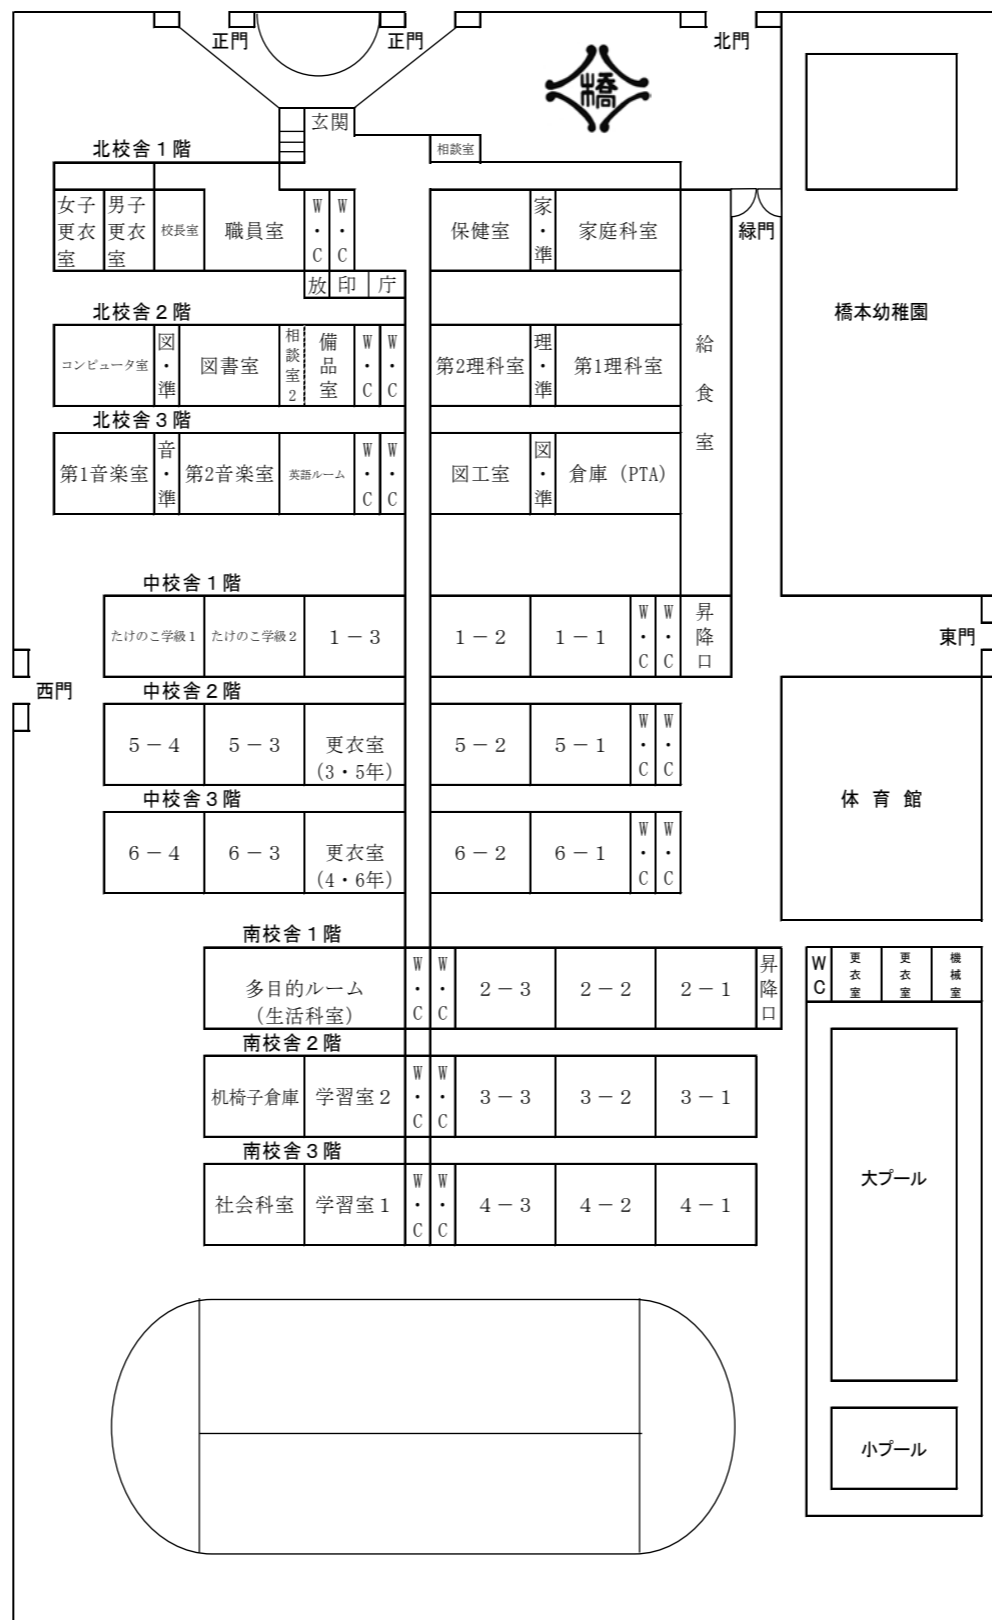 正門 正門 北門
橋
玄関
相談室
北校舎１階
女子更衣室 男子更衣室 校長室 職員室 W・C W・C 保健室 家・準 家庭科室 緑門
放 印 庁
橋本幼稚園
北校舎２階
コンピュータ室 図・準 図書室 相談室2 備品室 W・C W・C 第2理科室 理・準 第1理科室 給食室
北校舎３階
第1音楽室 音・準 第2音楽室 英語ルーム W・C W・C 図工室 図・準 倉庫（PTA）
中校舎１階
たけのこ学級１ たけのこ学級２ １－３ １－２ １－１ W・C W・C 昇降口 東門
西門
中校舎２階
５－４ ５－３ 更衣室 ５－２ ５－１ W・C W・C
(3・5年)
体育館
中校舎３階
６－４ ６－３ 更衣室 ６－２ ６－１ W・C W・C
(4・6年)
南校舎１階
多目的ルーム W・C W・C ２－３ ２－２ ２－１ 昇降口 WC 更衣室 更衣室 機械室
(生活科室)
南校舎２階
机椅子倉庫 学習室２ W・C W・C ３－３ ３－２ ３－１
南校舎３階
社会科室 学習室１ W・C W・C ４－３ ４－２ ４－１
大プール
小プール